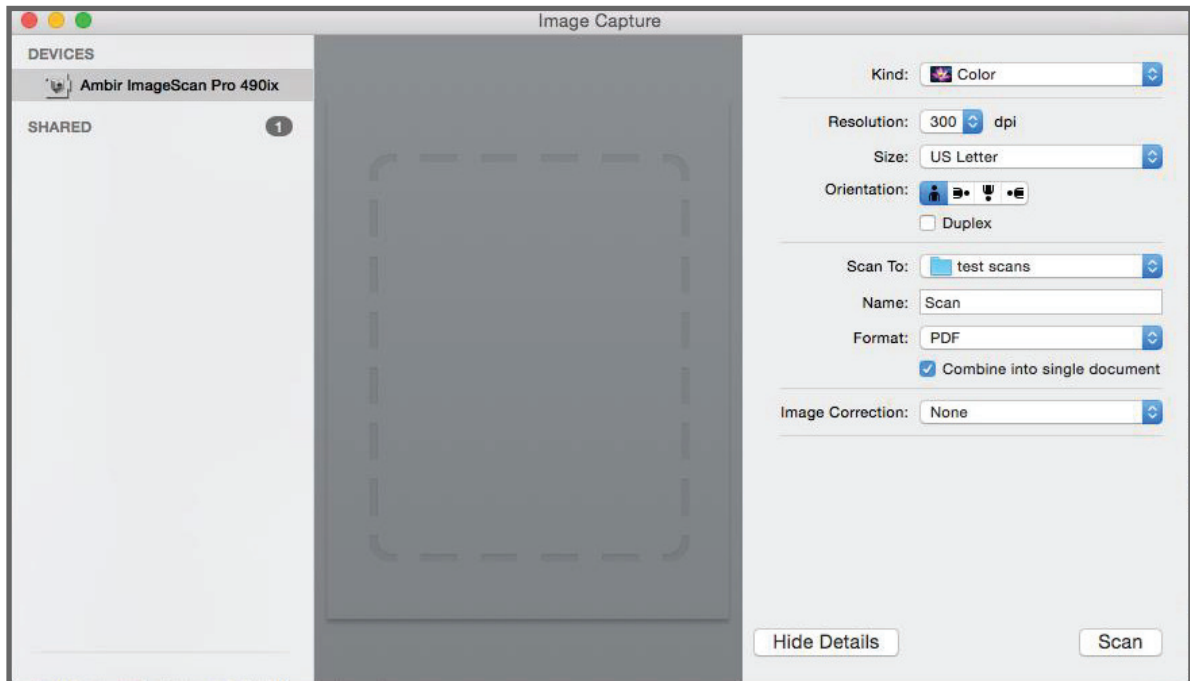 Image Capture
DEVICES
Ambir ImageScan Pro 490ix
SHARED 1
Kind: Color
Resolution: 300 dpi
Size: US Letter
Orientation:
Duplex
Scan To: test scans
Name: Scan
Format: PDF
Combine into single document
Image Correction: None
Hide Details Scan